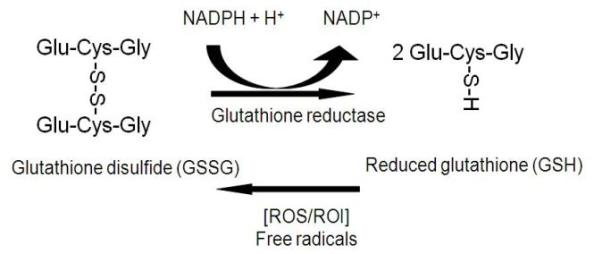 NADPH + H⁺ NADP⁺
Glu-Cys-Gly
2 Glu-Cys-Gly
-S-S-
-S-H
Glu-Cys-Gly
Glutathione reductase
Glutathione disulfide (GSSG)
Reduced glutathione (GSH)
[ROS/ROI]
Free radicals